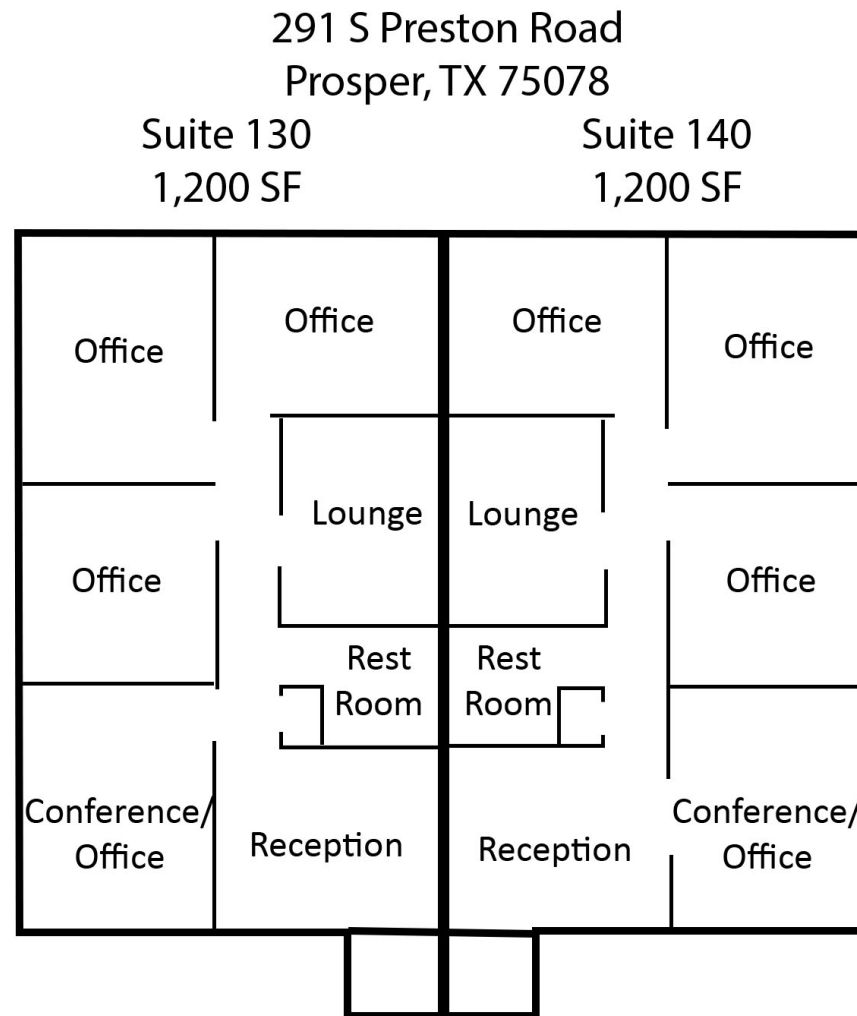 291 S Preston Road
Prosper, TX 75078
Suite 130
1,200 SF
Suite 140
1,200 SF
Office
Office
Office
Office
Lounge
Lounge
Office
Office
Rest
Room
Rest
Room
Conference/
Office
Reception
Reception
Conference/
Office